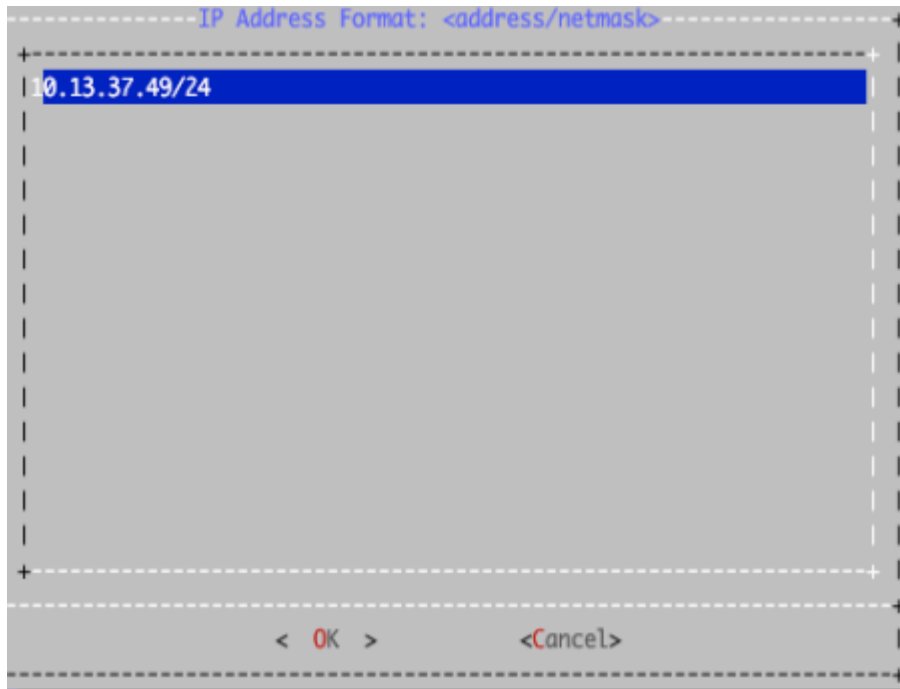 IP Address Format: <address/netmask>
10.13.37.49/24
< OK > <Cancel>